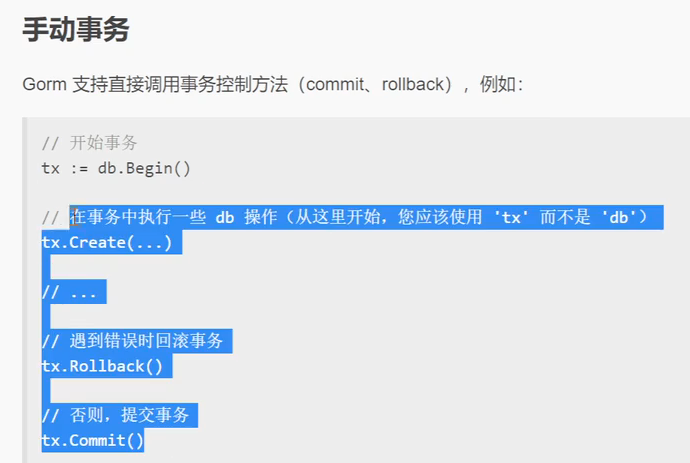 手动事务
Gorm 支持直接调用事务控制方法（commit、rollback），例如：
// 开始事务
tx := db.Begin()
// 在事务中执行一些 db 操作（从这里开始，您应该使用 'tx' 而不是 'db'）
tx.Create(...)
// ...
// 遇到错误时回滚事务
tx.Rollback()
// 否则，提交事务
tx.Commit()